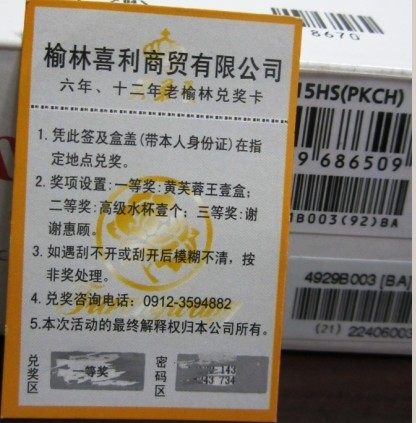 榆林喜利商贸有限公司
六年、十二年老榆林兑奖卡
1. 凭此签及盒盖(带本人身份证)在指
定地点兑奖。
2. 奖项设置:一等奖:黄芙蓉王壹盒;
二等奖:高级水杯壹个;三等奖:谢
谢惠顾。
3. 如遇刮不开或刮开后模糊不清,按
非奖处理。
4. 兑奖咨询电话: 0912-3594882
5.本次活动的最终解释权归本公司所有。
兑奖区
等奖
密码区
143
43 734
8670
15HS(PKCH)
9 686509
1B003(92)BA
4929B003 [BA]
(21) 22406003